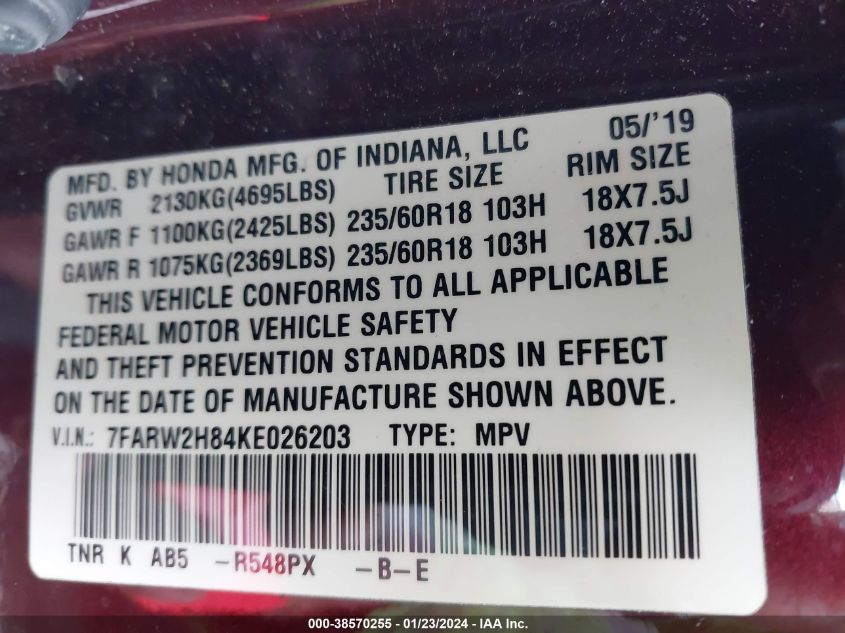 MFD. BY HONDA MFG. OF INDIANA, LLC 05/'19
GVWR 2130KG(4695LBS) TIRE SIZE RIM SIZE
GAWR F 1100KG(2425LBS) 235/60R18 103H 18X7.5J
GAWR R 1075KG(2369LBS) 235/60R18 103H 18X7.5J
THIS VEHICLE CONFORMS TO ALL APPLICABLE
FEDERAL MOTOR VEHICLE SAFETY
AND THEFT PREVENTION STANDARDS IN EFFECT
ON THE DATE OF MANUFACTURE SHOWN ABOVE.
V.I.N.: 7FARW2H84KE026203 TYPE: MPV
TNR K AB5 -R548PX -B-E
000-38570255 - 01/23/2024 - IAA Inc.